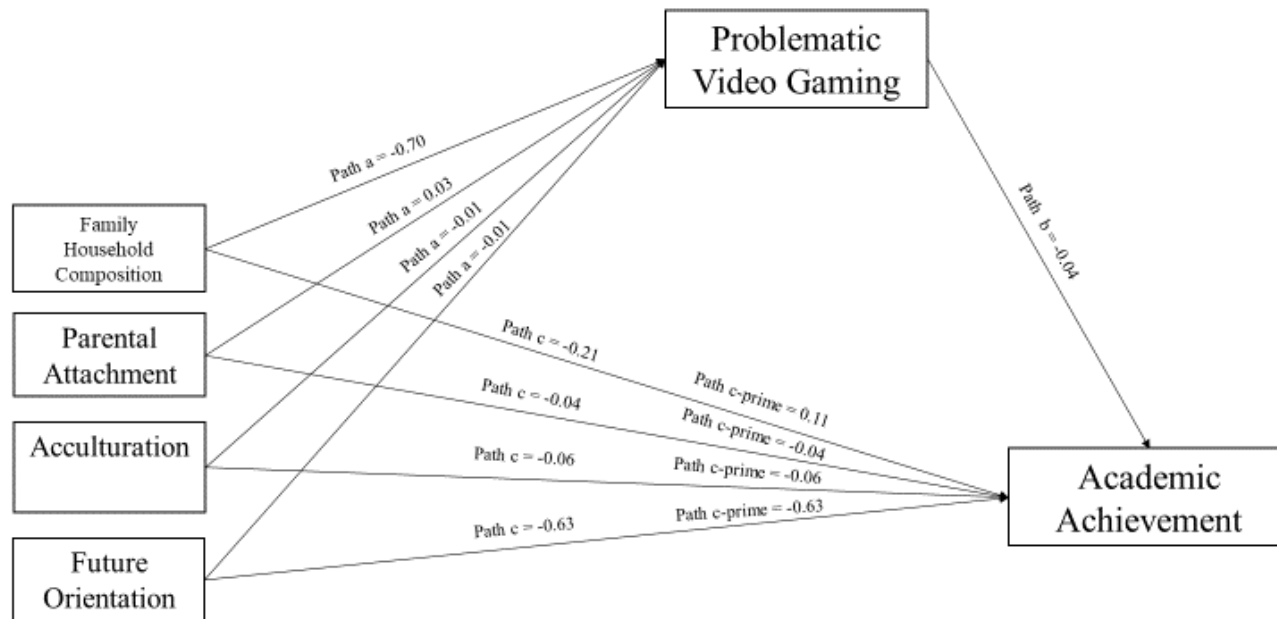 Problematic
Video Gaming
Path a = -0.70
Path a = 0.03
Path a = -0.01
Path a = -0.01
Path b = -0.04
Family
Household
Composition
Parental
Attachment
Acculturation
Future
Orientation
Path c = -0.21
Path c-prime = 0.11
Path c = -0.04
Path c-prime = -0.04
Path c = -0.06
Path c-prime = -0.06
Path c = -0.63
Path c-prime = -0.63
Academic
Achievement